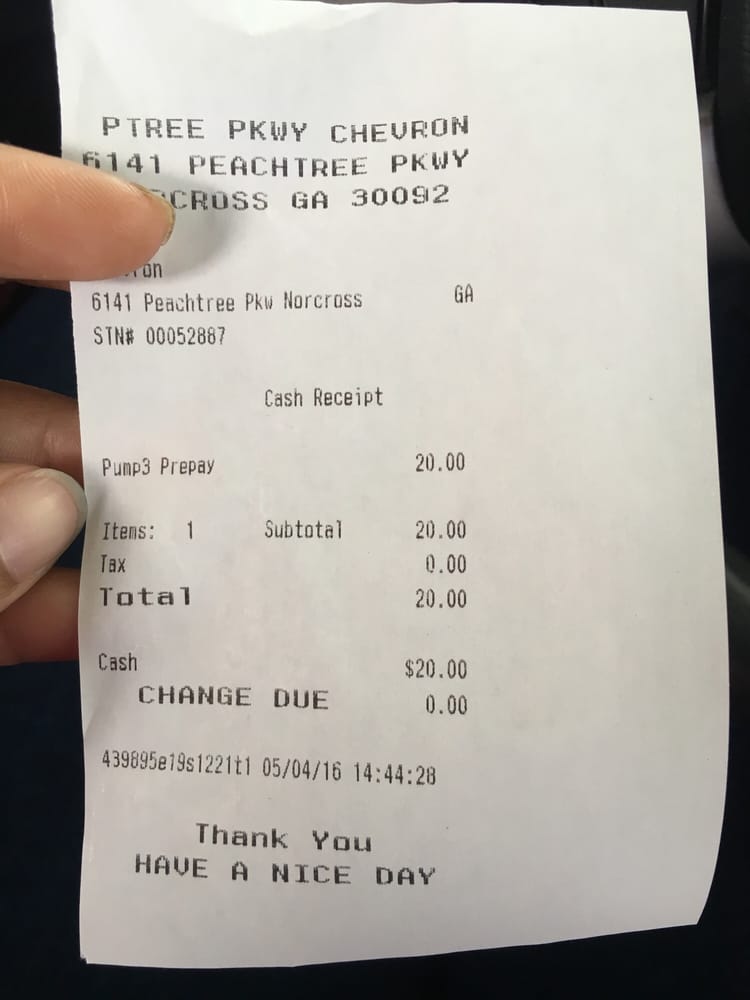 PTREE PKWY CHEVRON
6141 PEACHTREE PKWY
CROSS GA 30092
on
6141 Peachtree Pkw Norcross GA
STN# 00052887
Cash Receipt
Pump3 Prepay 20.00
Items: 1 Subtotal 20.00
Tax 0.00
Total 20.00
Cash $20.00
CHANGE DUE 0.00
439895e19s1221t1 05/04/16 14:44:28
Thank You
HAVE A NICE DAY